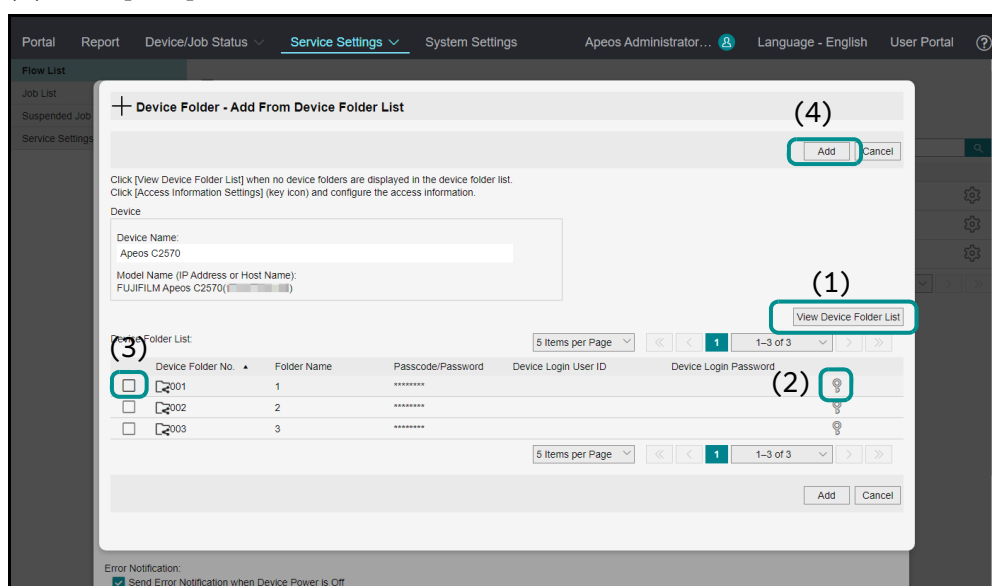 Portal Report Device/Job Status Service Settings System Settings Apeos Administrator... Language - English User Portal ?
Flow List
Job List
Suspended Job
Service Settings
Device Folder - Add From Device Folder List
(4)
Add Cancel
Click [View Device Folder List] when no device folders are displayed in the device folder list.
Click [Access Information Settings] (key icon) and configure the access information.
Device
Device Name:
Apeos C2570
Model Name (IP Address or Host Name):
FUJIFILM Apeos C2570(
(1)
View Device Folder List
Device Folder List:
5 Items per Page 1 1–3 of 3
(3)
Device Folder No. Folder Name Passcode/Password Device Login User ID Device Login Password
(2)
001 1 ********
002 2 ********
003 3 ********
5 Items per Page 1 1–3 of 3
Add Cancel
Error Notification:
Send Error Notification when Device Power is Off